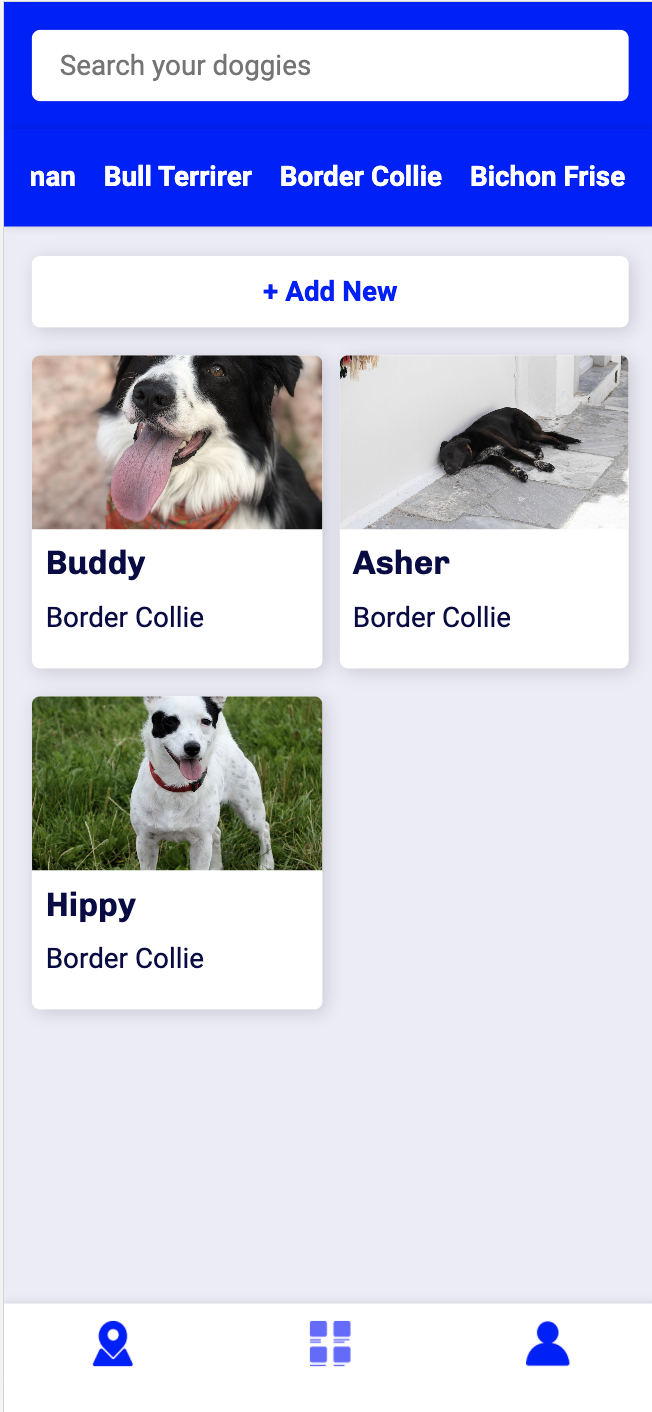 Search your doggies
man Bull Terrirer Border Collie Bichon Frise
+ Add New
Buddy Asher
Border Collie Border Collie
Hippy
Border Collie